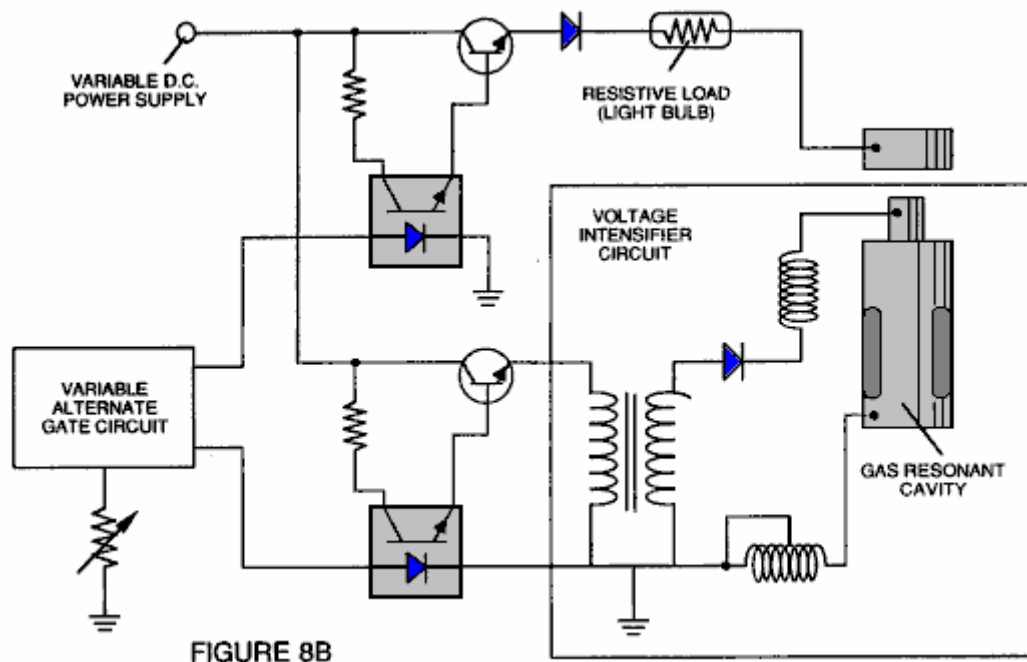 VARIABLE D.C.
POWER SUPPLY
RESISTIVE LOAD
(LIGHT BULB)
VOLTAGE
INTENSIFIER
CIRCUIT
VARIABLE
ALTERNATE
GATE CIRCUIT
GAS RESONANT
CAVITY
FIGURE 8B